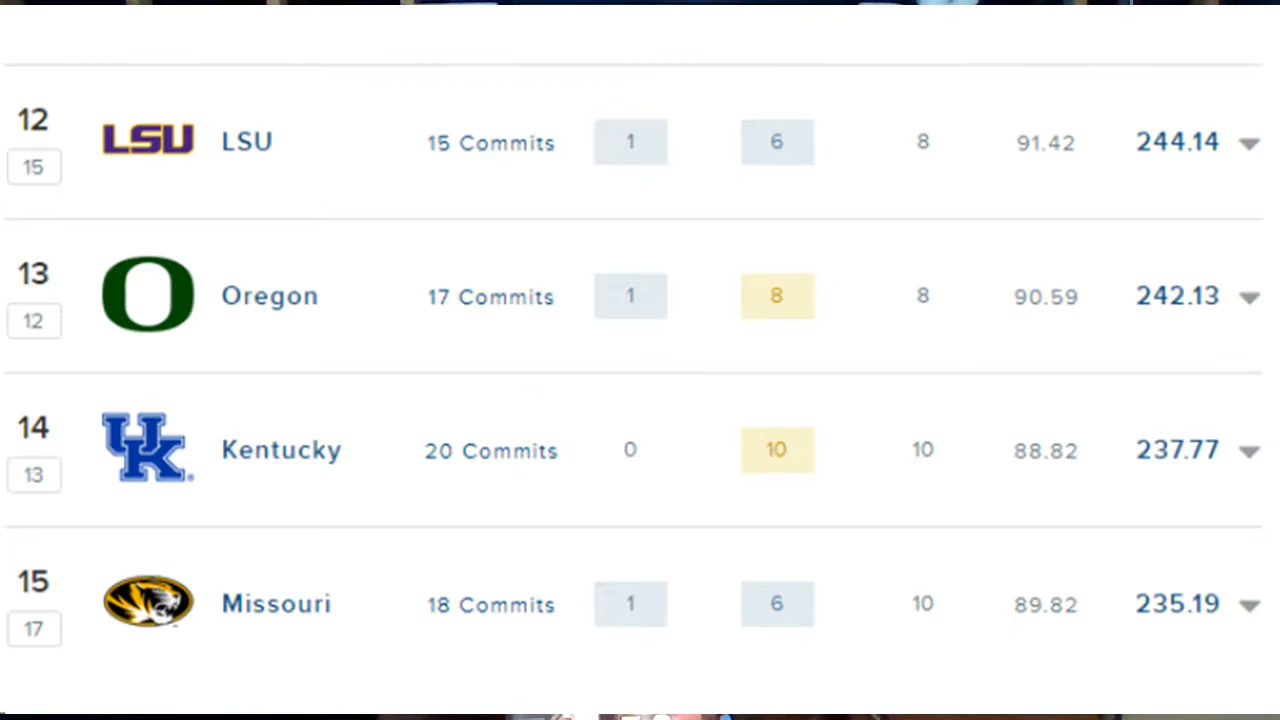 12
15
LSU LSU 15 Commits 1 6 8 91.42 244.14
13
12
O Oregon 17 Commits 1 8 8 90.59 242.13
14
13
UK Kentucky 20 Commits 0 10 10 88.82 237.77
15
17
Missouri 18 Commits 1 6 10 89.82 235.19